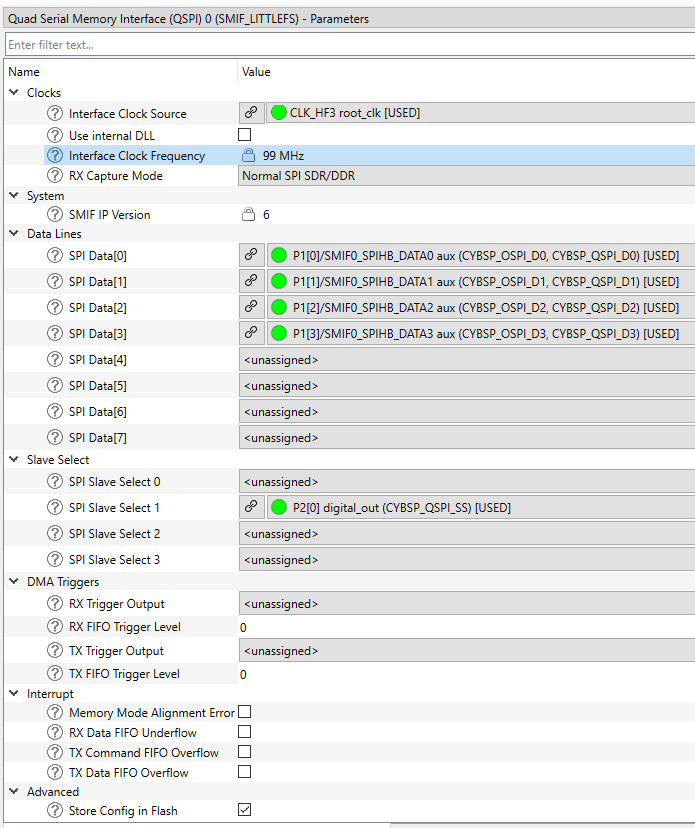 Quad Serial Memory Interface (QSPI) 0 (SMIF_LITTLEFS) - Parameters
Enter filter text...
Name Value
Clocks
? Interface Clock Source CLK_HF3 root_clk [USED]
? Use internal DLL
? Interface Clock Frequency 99 MHz
? RX Capture Mode Normal SPI SDR/DDR
System
? SMIF IP Version 6
Data Lines
? SPI Data[0] P1[0]/SMIF0_SPIHB_DATA0 aux (CYBSP_OSPI_D0, CYBSP_QSPI_D0) [USED]
? SPI Data[1] P1[1]/SMIF0_SPIHB_DATA1 aux (CYBSP_OSPI_D1, CYBSP_QSPI_D1) [USED]
? SPI Data[2] P1[2]/SMIF0_SPIHB_DATA2 aux (CYBSP_OSPI_D2, CYBSP_QSPI_D2) [USED]
? SPI Data[3] P1[3]/SMIF0_SPIHB_DATA3 aux (CYBSP_OSPI_D3, CYBSP_QSPI_D3) [USED]
? SPI Data[4] <unassigned>
? SPI Data[5] <unassigned>
? SPI Data[6] <unassigned>
? SPI Data[7] <unassigned>
Slave Select
? SPI Slave Select 0 <unassigned>
? SPI Slave Select 1 P2[0] digital_out (CYBSP_QSPI_SS) [USED]
? SPI Slave Select 2 <unassigned>
? SPI Slave Select 3 <unassigned>
DMA Triggers
? RX Trigger Output <unassigned>
? RX FIFO Trigger Level 0
? TX Trigger Output <unassigned>
? TX FIFO Trigger Level 0
Interrupt
? Memory Mode Alignment Error
? RX Data FIFO Underflow
? TX Command FIFO Overflow
? TX Data FIFO Overflow
Advanced
? Store Config in Flash